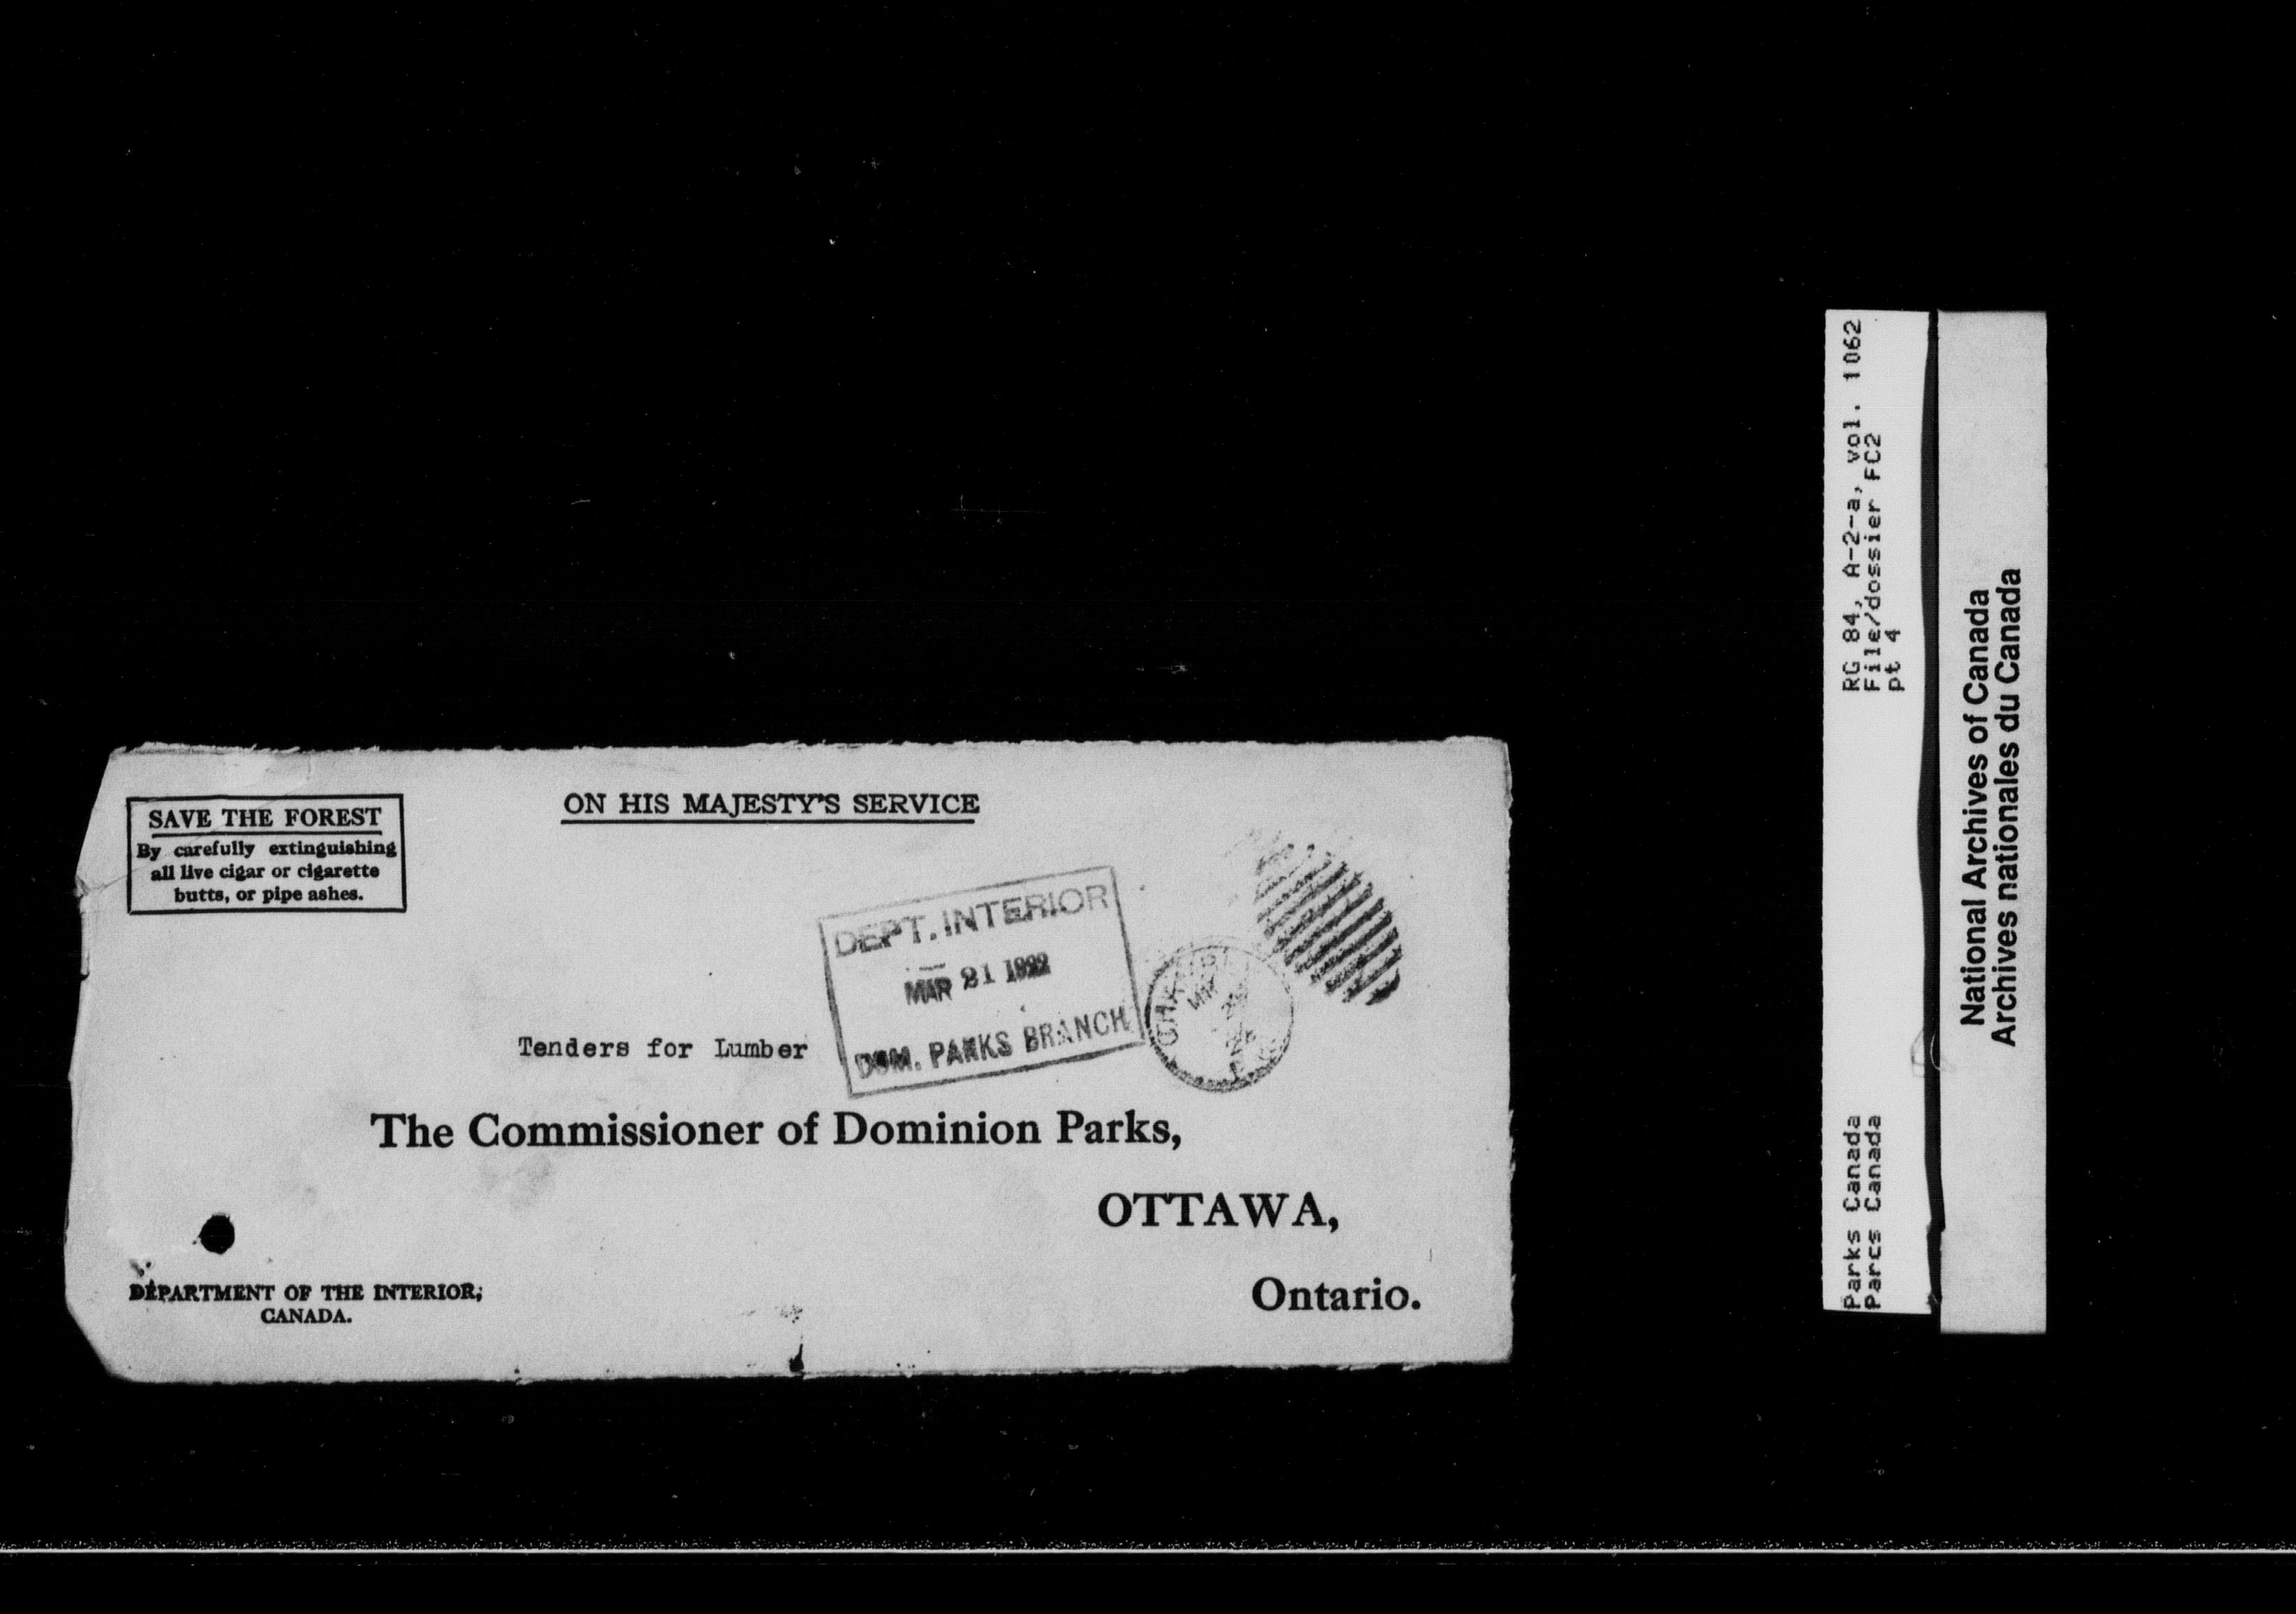 SAVE THE FOREST
By carefully extinguishing
all live cigar or cigarette
butts, or pipe ashes.
ON HIS MAJESTY'S SERVICE
DEPT. INTERIOR
MAR 21 1922
DOM. PARKS BRANCH
Tenders for Lumber
The Commissioner of Dominion Parks,
OTTAWA,
Ontario.
DEPARTMENT OF THE INTERIOR,
CANADA.
RG 84, A-2-a, vol. 1062
File/dossier FC2
pt 4
Parks Canada
Parcs Canada
National Archives of Canada
Archives nationales du Canada